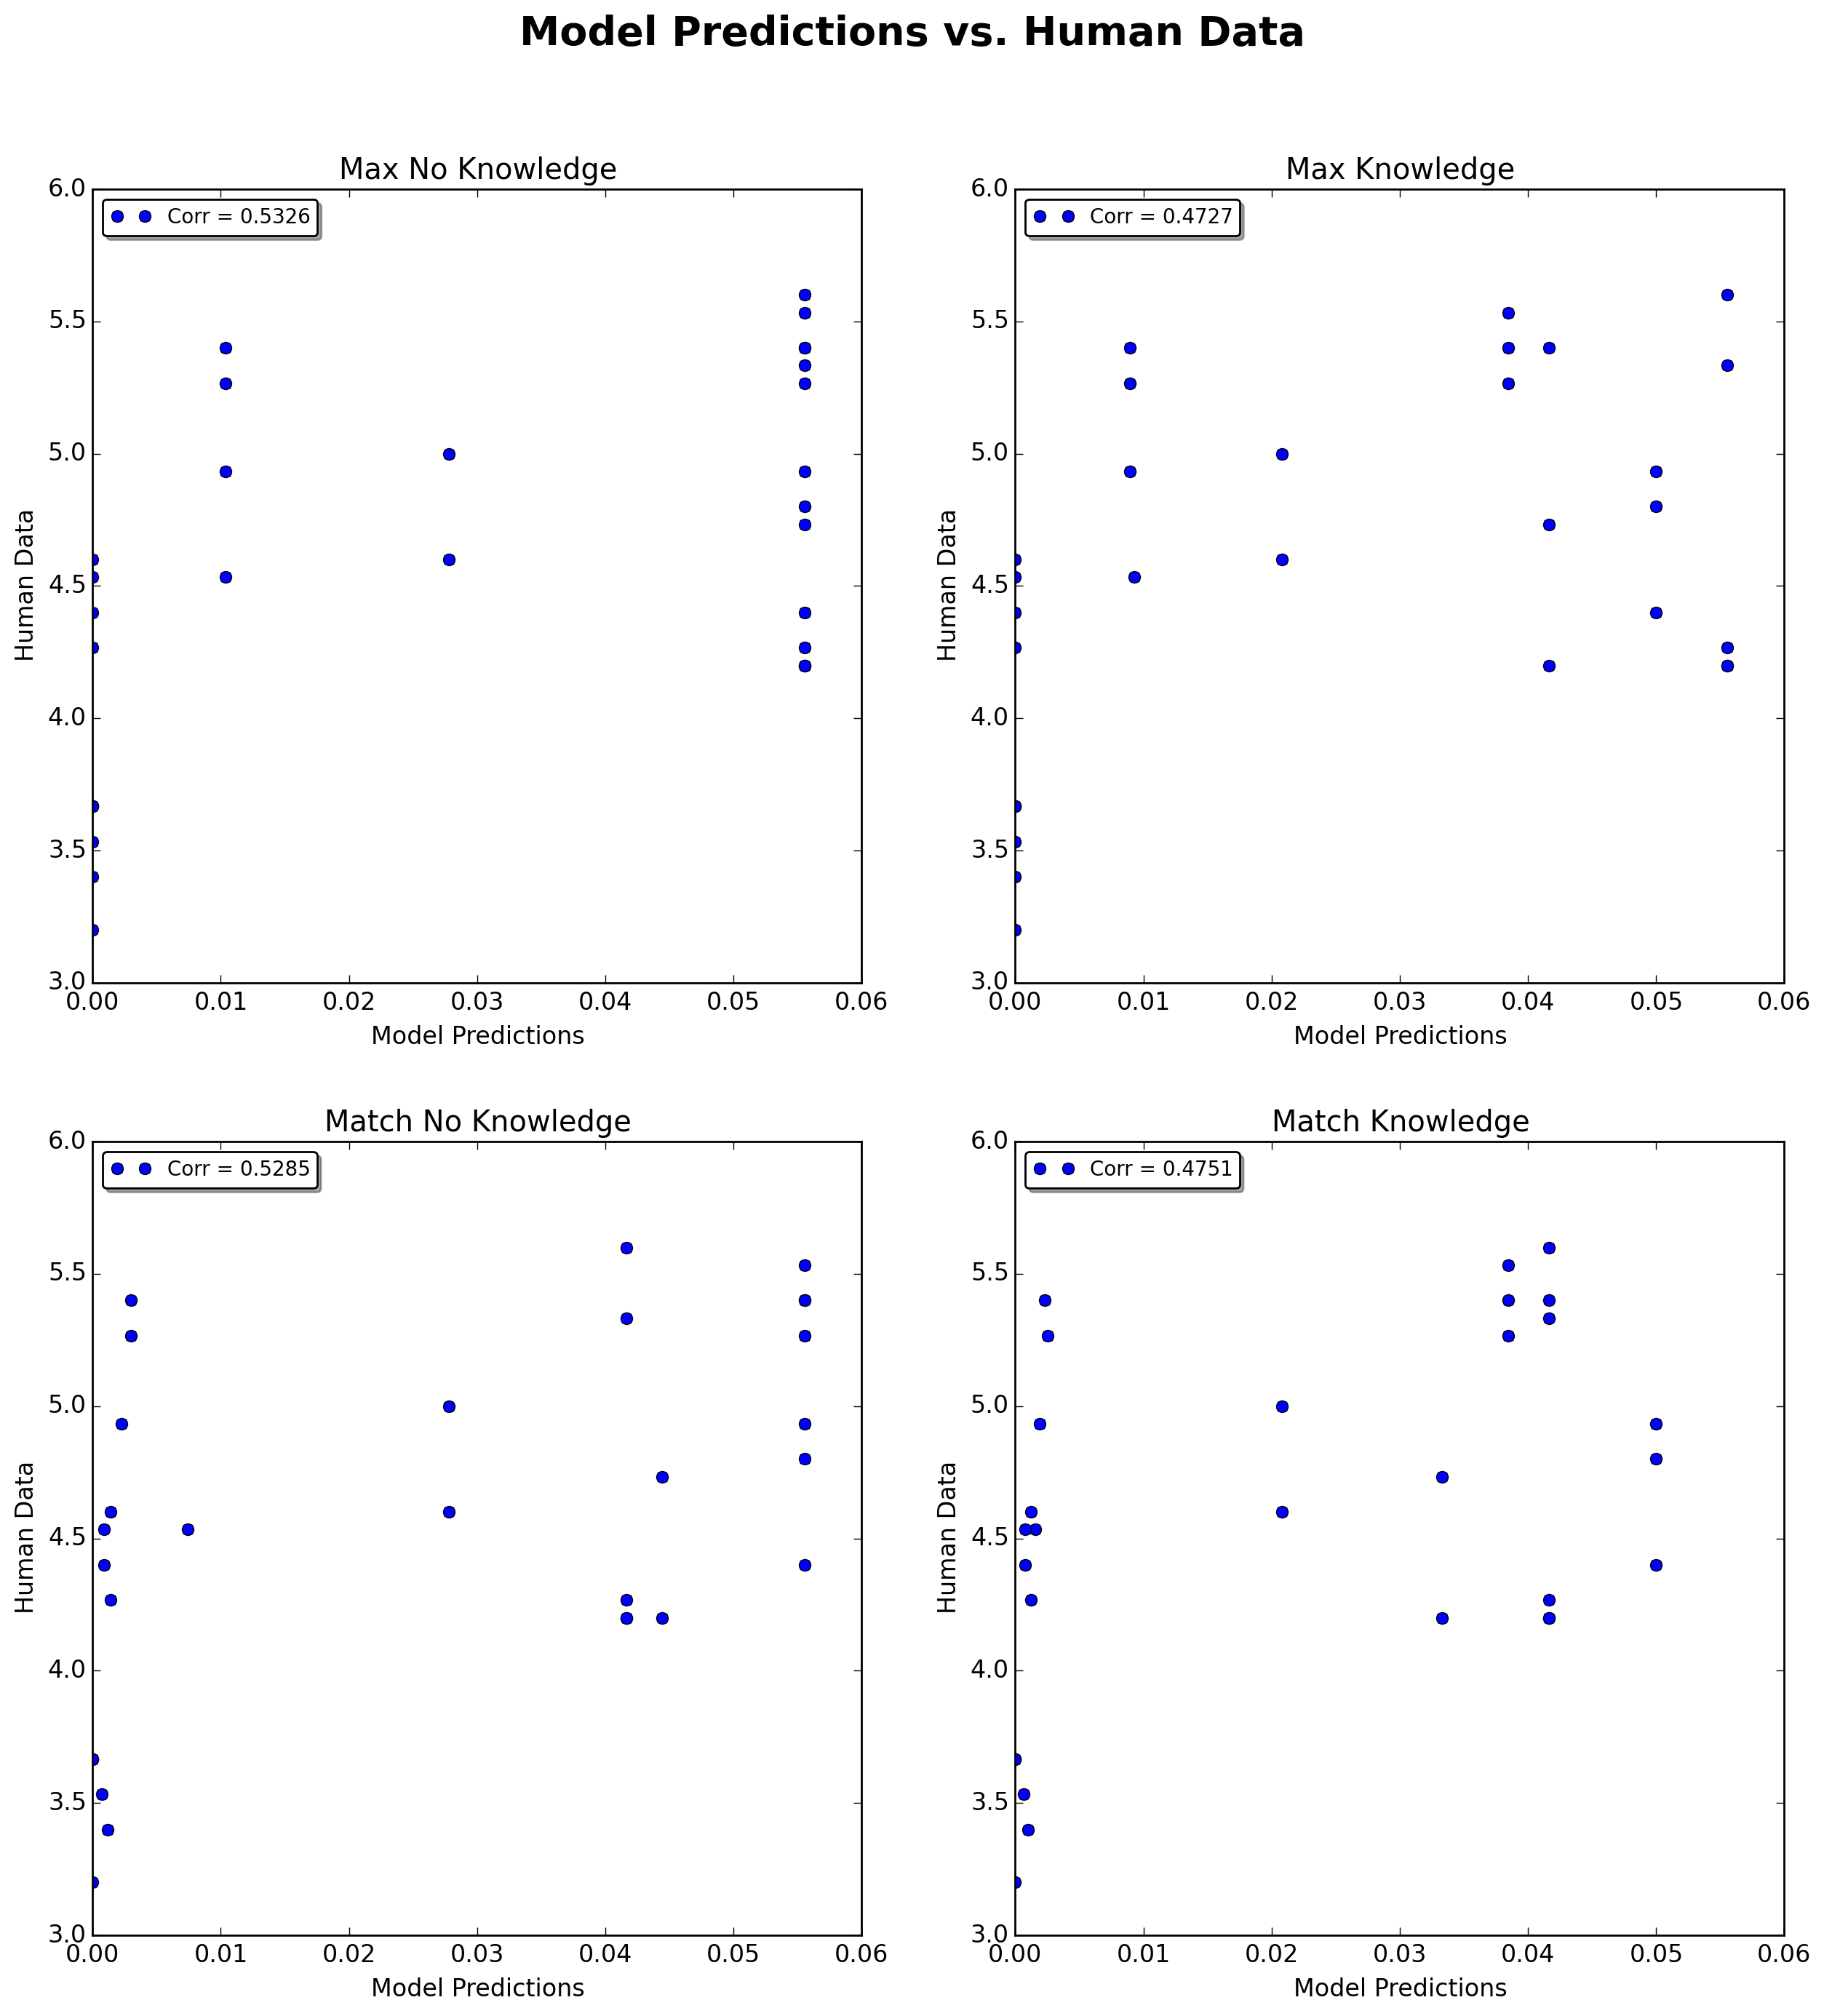 Model Predictions vs. Human Data
Max No Knowledge
Corr = 0.5326
Human Data
6.0
5.5
5.0
4.5
4.0
3.5
3.0
0.00 0.01 0.02 0.03 0.04 0.05 0.06
Model Predictions
Max Knowledge
Corr = 0.4727
Human Data
6.0
5.5
5.0
4.5
4.0
3.5
3.0
0.00 0.01 0.02 0.03 0.04 0.05 0.06
Model Predictions
Match No Knowledge
Corr = 0.5285
Human Data
6.0
5.5
5.0
4.5
4.0
3.5
3.0
0.00 0.01 0.02 0.03 0.04 0.05 0.06
Model Predictions
Match Knowledge
Corr = 0.4751
Human Data
6.0
5.5
5.0
4.5
4.0
3.5
3.0
0.00 0.01 0.02 0.03 0.04 0.05 0.06
Model Predictions